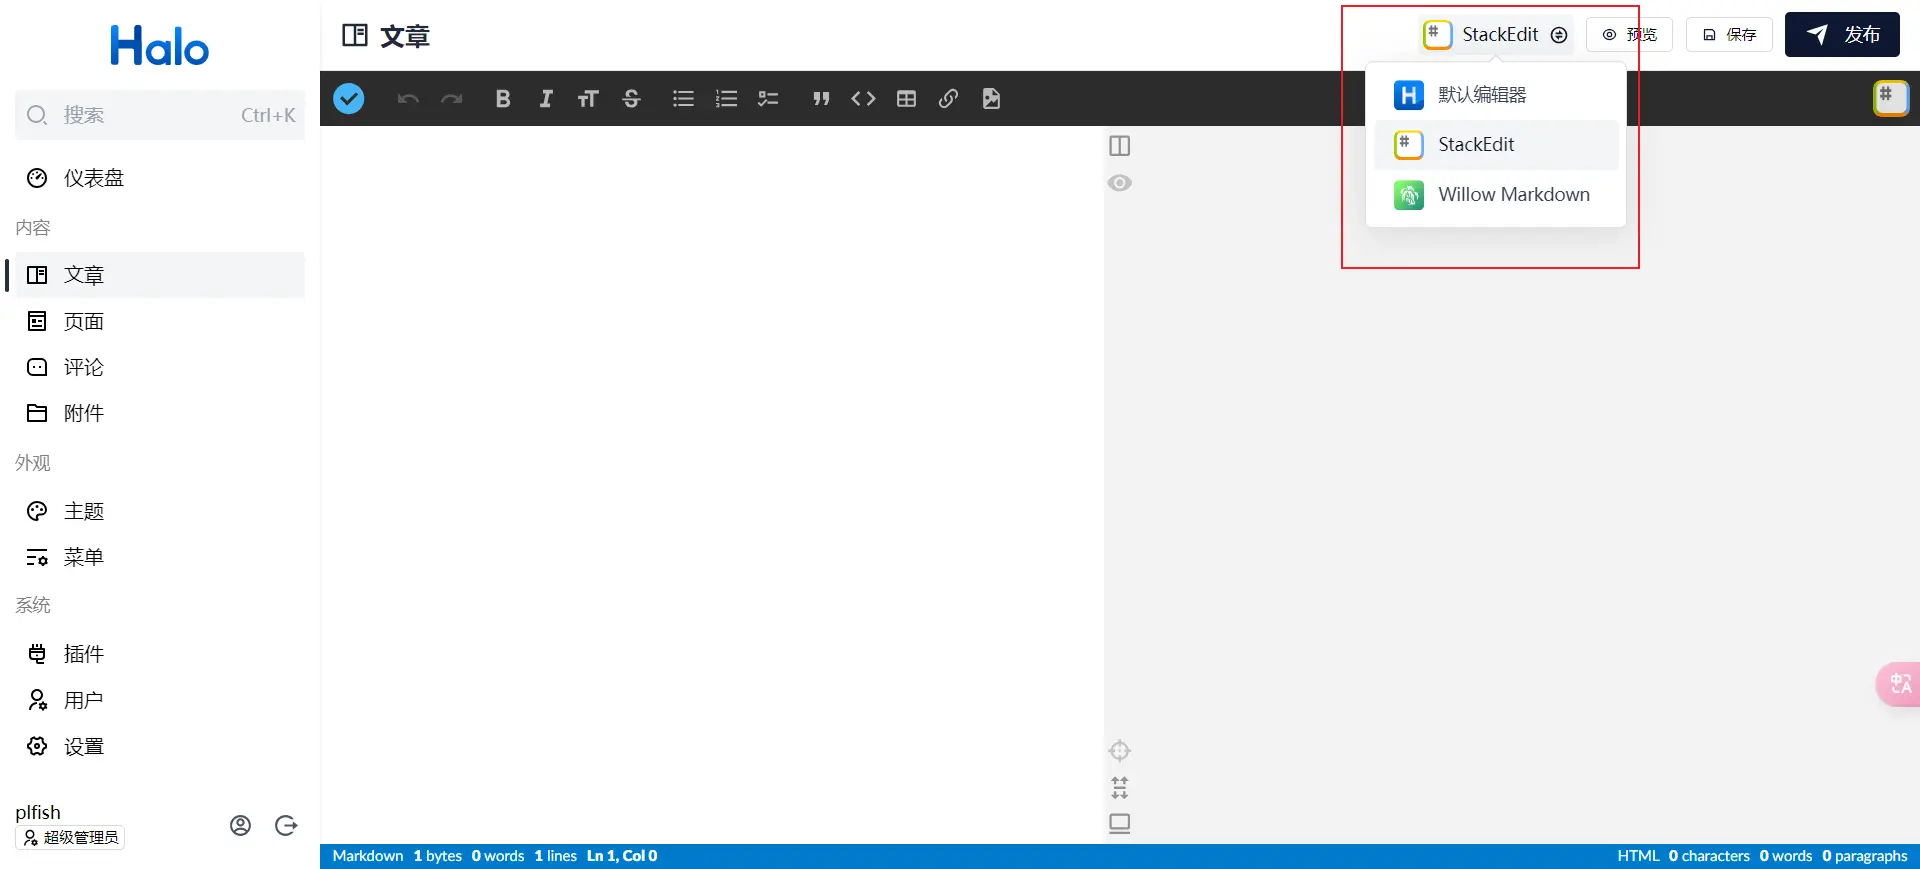 Halo
搜索 Ctrl+K
仪表盘
内容
文章
页面
评论
附件
外观
主题
菜单
系统
插件
用户
设置
plfish
超级管理员
文章
StackEdit
预览
保存
发布
默认编辑器
StackEdit
Willow Markdown
Markdown 1 bytes 0 words 1 lines Ln 1, Col 0
HTML 0 characters 0 words 0 paragraphs